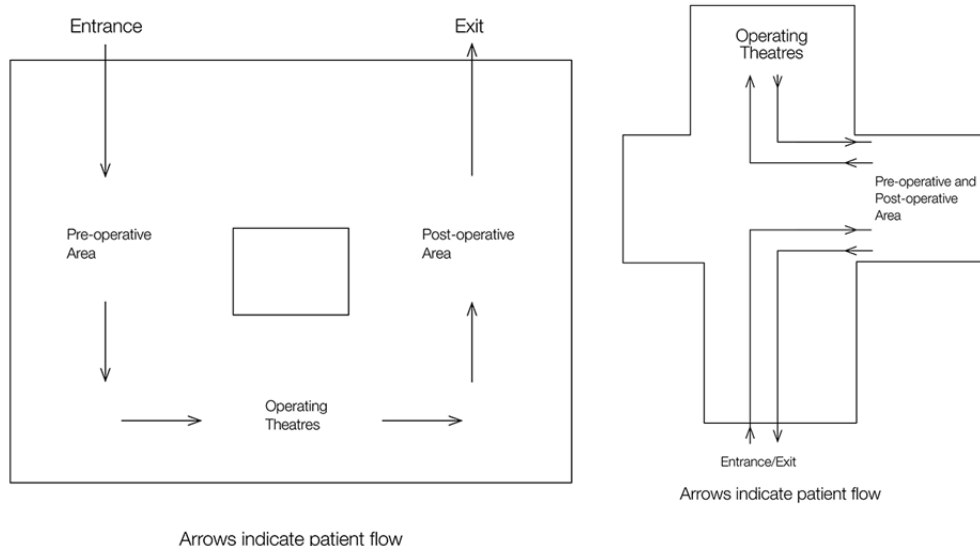 Entrance
Exit
Pre-operative
Area
Post-operative
Area
Operating
Theatres
Arrows indicate patient flow
Operating
Theatres
Pre-operative and
Post-operative
Area
Entrance/Exit
Arrows indicate patient flow